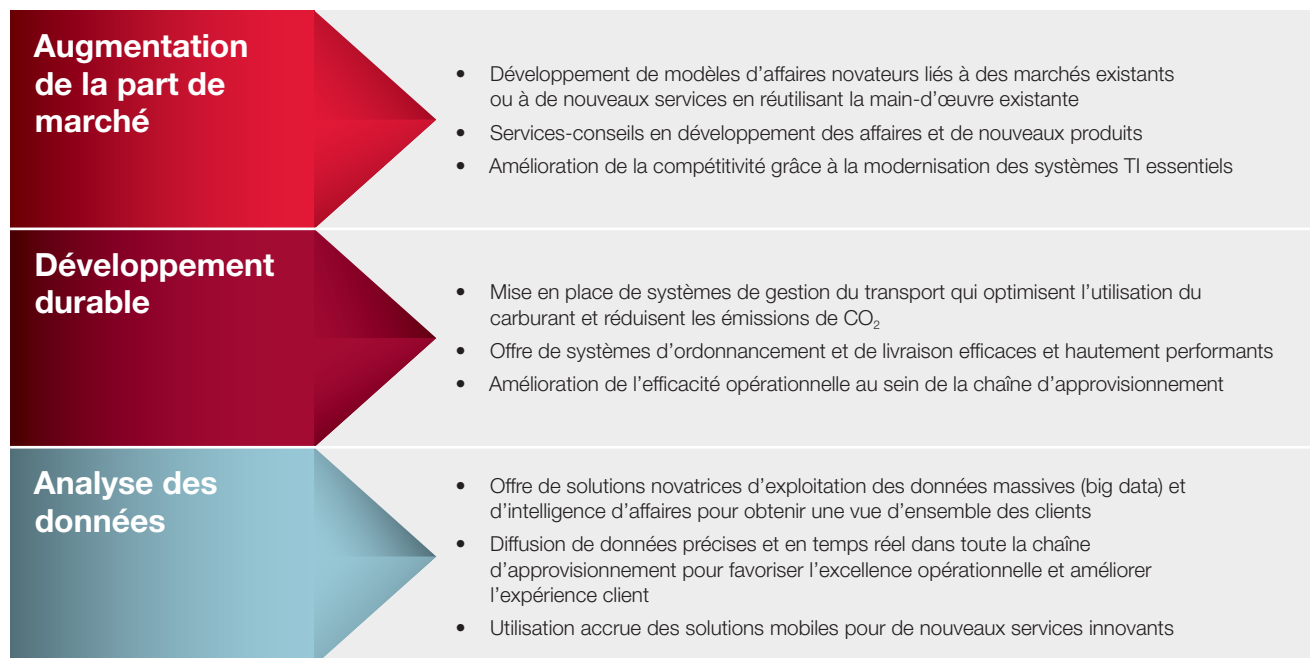 Augmentation
de la part de
marché
• Développement de modèles d’affaires novateurs liés à des marchés existants
ou à de nouveaux services en réutilisant la main-d’œuvre existante
• Services-conseils en développement des affaires et de nouveaux produits
• Amélioration de la compétitivité grâce à la modernisation des systèmes TI essentiels
Développement
durable
• Mise en place de systèmes de gestion du transport qui optimisent l’utilisation du
carburant et réduisent les émissions de CO₂
• Offre de systèmes d’ordonnancement et de livraison efficaces et hautement performants
• Amélioration de l’efficacité opérationnelle au sein de la chaîne d’approvisionnement
Analyse des
données
• Offre de solutions novatrices d’exploitation des données massives (big data) et
d’intelligence d’affaires pour obtenir une vue d’ensemble des clients
• Diffusion de données précises et en temps réel dans toute la chaîne
d’approvisionnement pour favoriser l’excellence opérationnelle et améliorer
l’expérience client
• Utilisation accrue des solutions mobiles pour de nouveaux services innovants